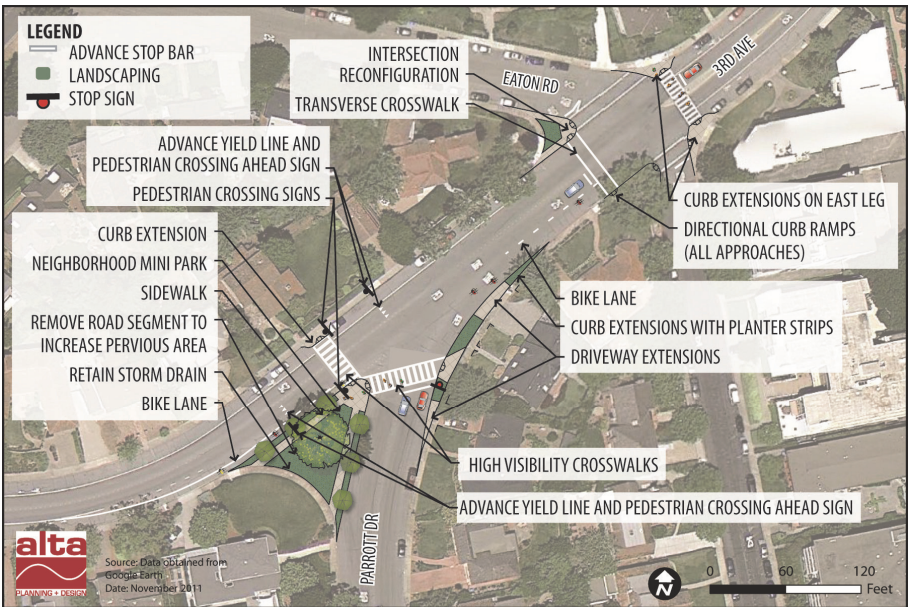 LEGEND
ADVANCE STOP BAR
LANDSCAPING
STOP SIGN
INTERSECTION
RECONFIGURATION
TRANSVERSE CROSSWALK
EATON RD
3RD AVE
ADVANCE YIELD LINE AND
PEDESTRIAN CROSSING AHEAD SIGN
PEDESTRIAN CROSSING SIGNS
CURB EXTENSION
NEIGHBORHOOD MINI PARK
SIDEWALK
REMOVE ROAD SEGMENT TO
INCREASE PERVIOUS AREA
RETAIN STORM DRAIN
BIKE LANE
CURB EXTENSIONS ON EAST LEG
DIRECTIONAL CURB RAMPS
(ALL APPROACHES)
BIKE LANE
CURB EXTENSIONS WITH PLANTER STRIPS
DRIVEWAY EXTENSIONS
HIGH VISIBILITY CROSSWALKS
ADVANCE YIELD LINE AND PEDESTRIAN CROSSING AHEAD SIGN
PARROTT DR
alta
PLANNING + DESIGN
Source: Data obtained from
Google Earth
Date: November 2011
N
0 60 120
Feet